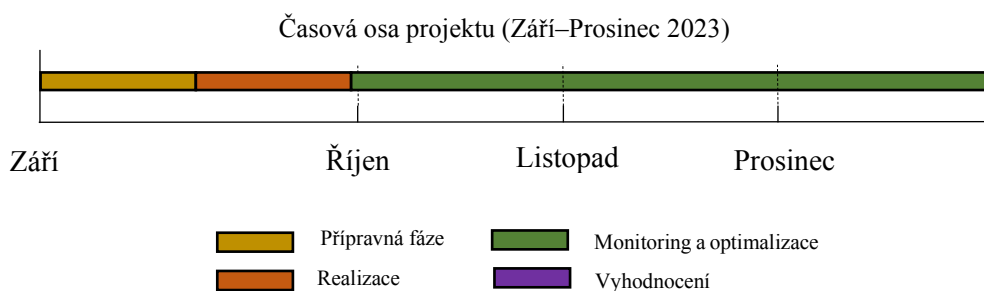 Časová osa projektu (Září–Prosinec 2023)
Září
Říjen
Listopad
Prosinec
Přípravná fáze
Monitoring a optimalizace
Realizace
Vyhodnocení